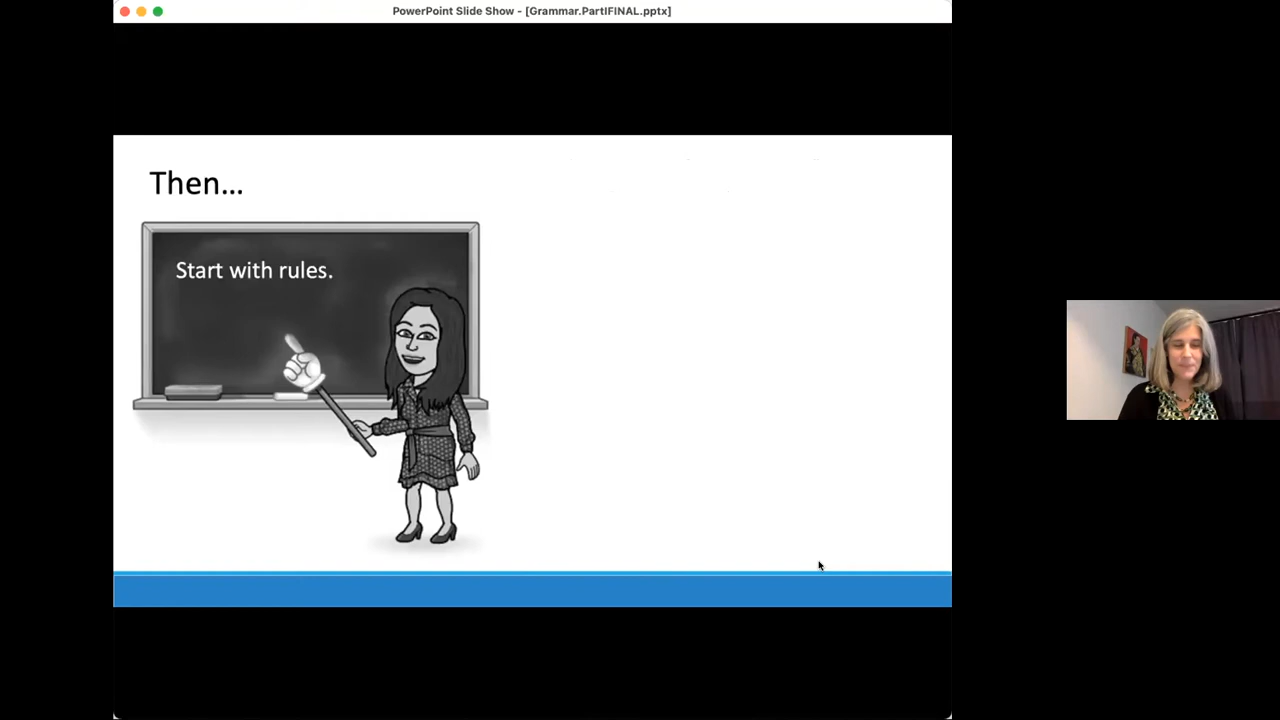 PowerPoint Slide Show - [Grammar.PartIFINAL.pptx]
Then...
Start with rules.